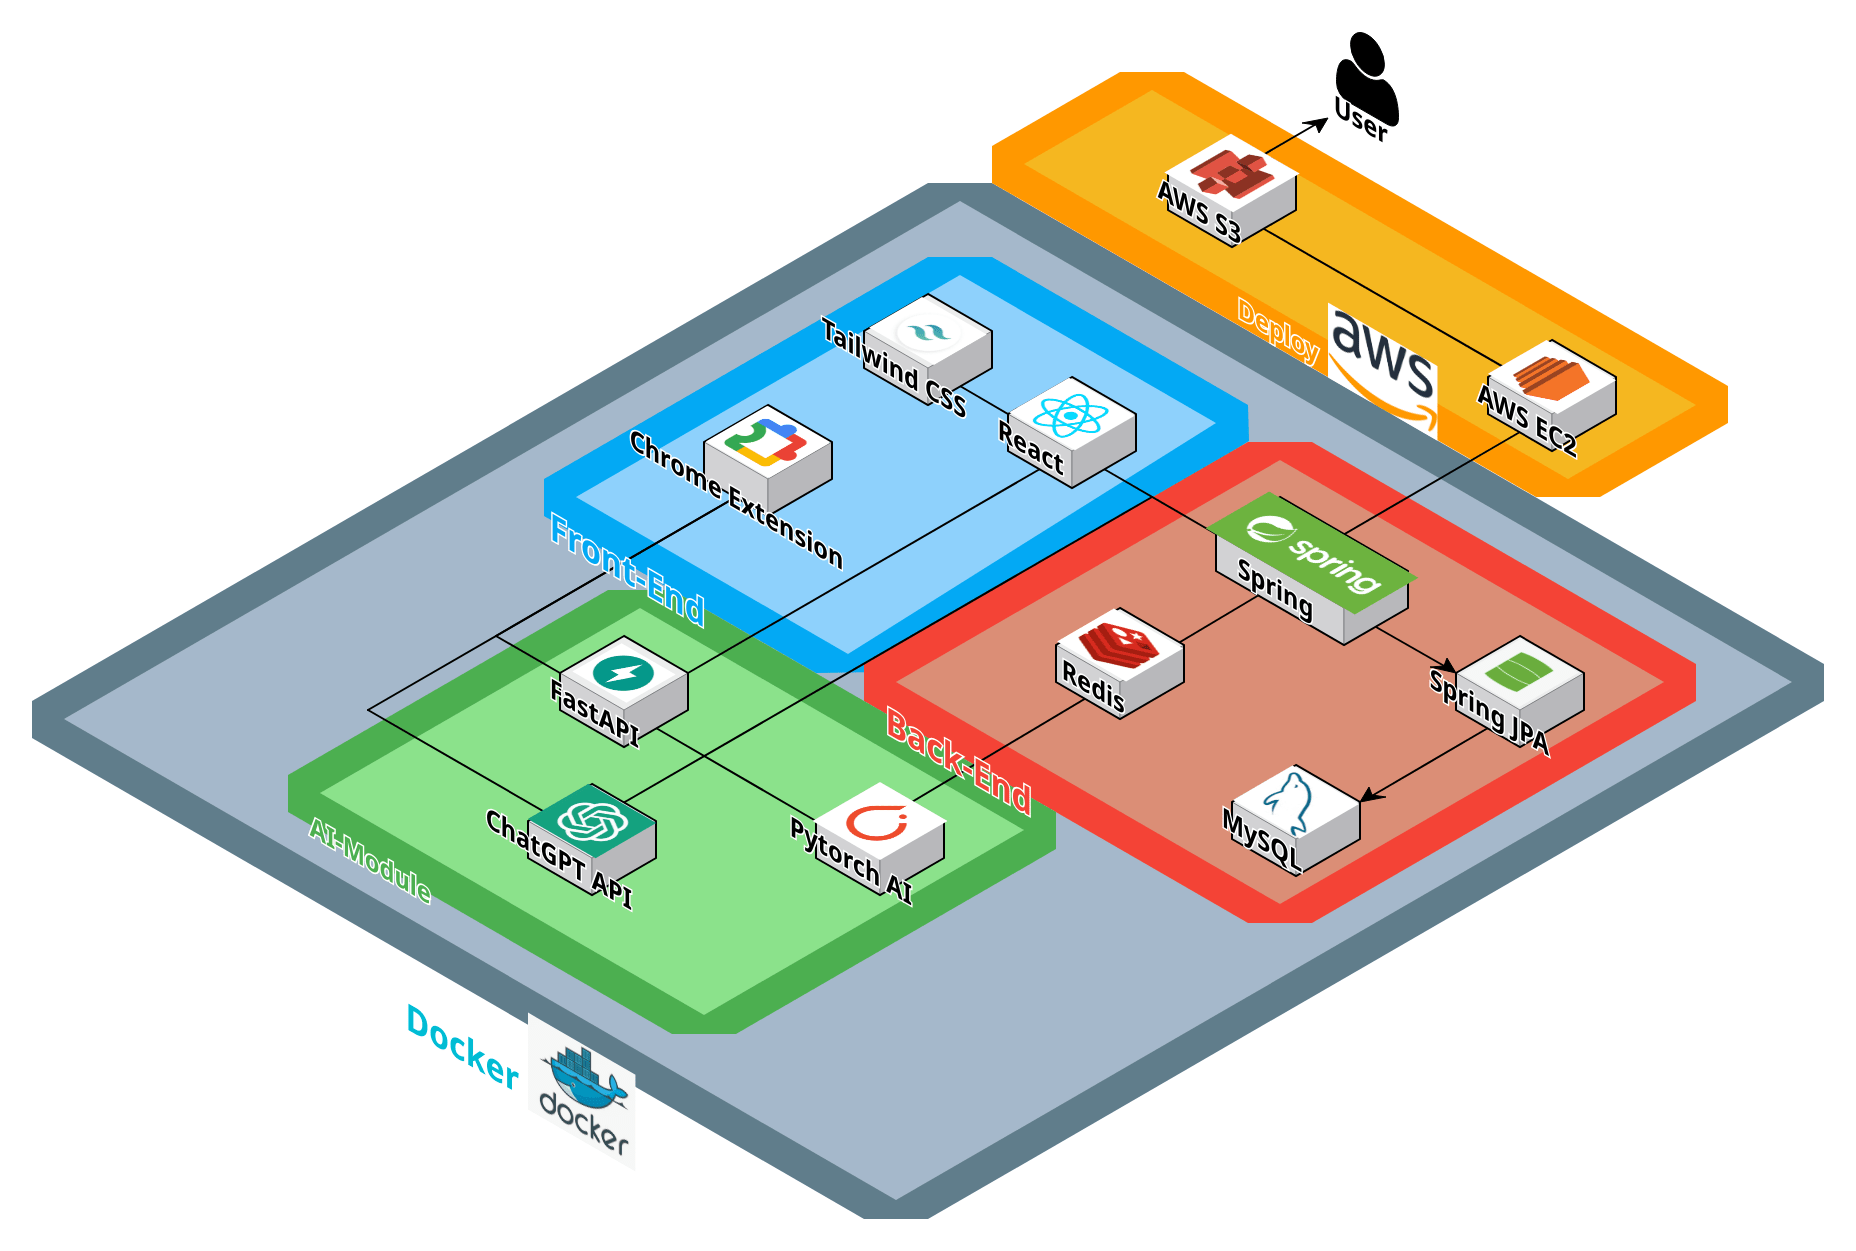 User
AWS S3
Deploy
aws
AWS EC2
Tailwind CSS
React
Chrome Extension
Front-End
spring
Spring
Redis
Spring JPA
MySQL
Back-End
FastAPI
ChatGPT API
Pytorch AI
AI-Module
Docker
docker